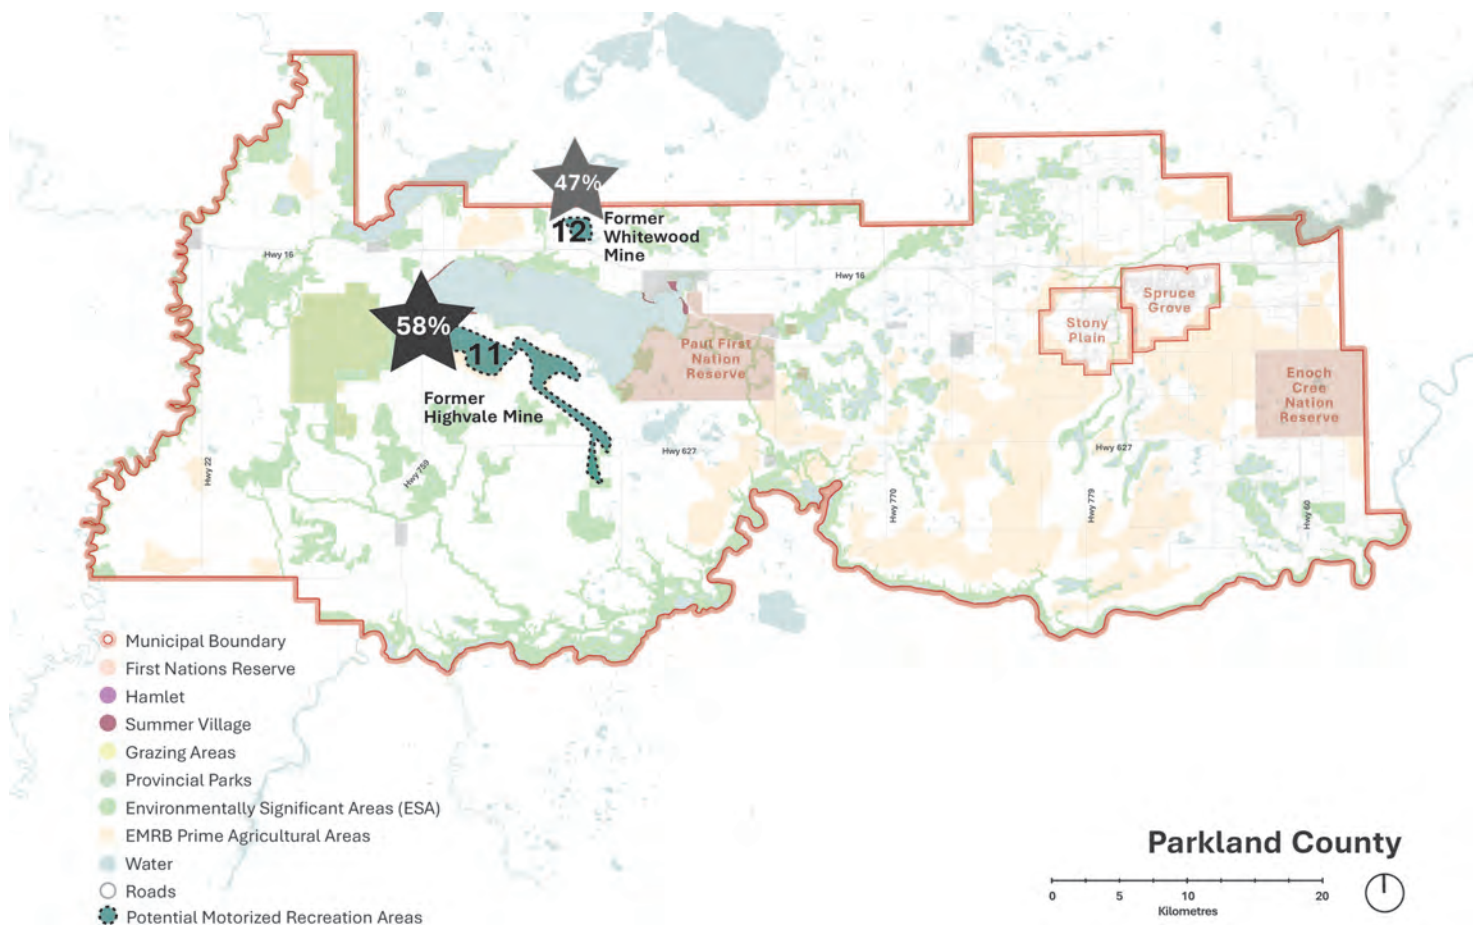 47%
12
Former
Whitewood
Mine
Hwy 16
Hwy 16
58%
11
Former
Highvale Mine
Paul First
Nation
Reserve
Spruce
Grove
Stony
Plain
Enoch
Cree
Nation
Reserve
Hwy 22
Hwy 759
Hwy 627
Hwy 627
Hwy 770
Hwy 779
Hwy 60
Municipal Boundary
First Nations Reserve
Hamlet
Summer Village
Grazing Areas
Provincial Parks
Environmentally Significant Areas (ESA)
EMRB Prime Agricultural Areas
Water
Roads
Potential Motorized Recreation Areas
Parkland County
0 5 10 20
Kilometres